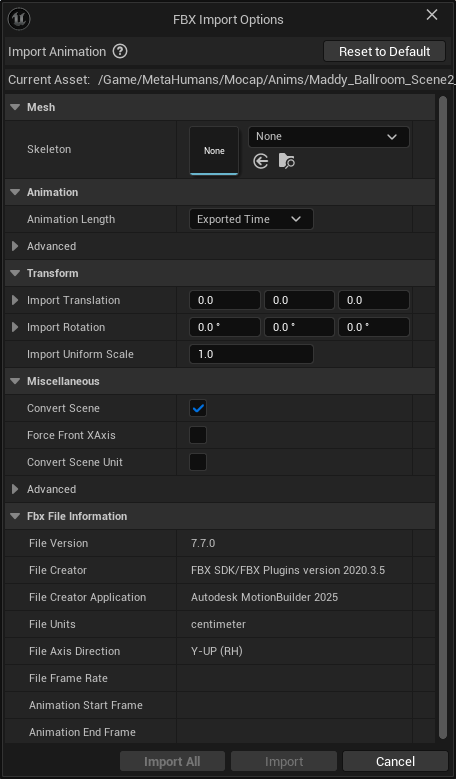 FBX Import Options
Import Animation ? Reset to Default
Current Asset: /Game/MetaHumans/Mocap/Anims/Maddy_Ballroom_Scene2_
Mesh
Skeleton None None
Animation
Animation Length Exported Time
Advanced
Transform
Import Translation 0.0 0.0 0.0
Import Rotation 0.0 ° 0.0 ° 0.0 °
Import Uniform Scale 1.0
Miscellaneous
Convert Scene
Force Front XAxis
Convert Scene Unit
Advanced
Fbx File Information
File Version 7.7.0
File Creator FBX SDK/FBX Plugins version 2020.3.5
File Creator Application Autodesk MotionBuilder 2025
File Units centimeter
File Axis Direction Y-UP (RH)
File Frame Rate
Animation Start Frame
Animation End Frame
Import All Import Cancel